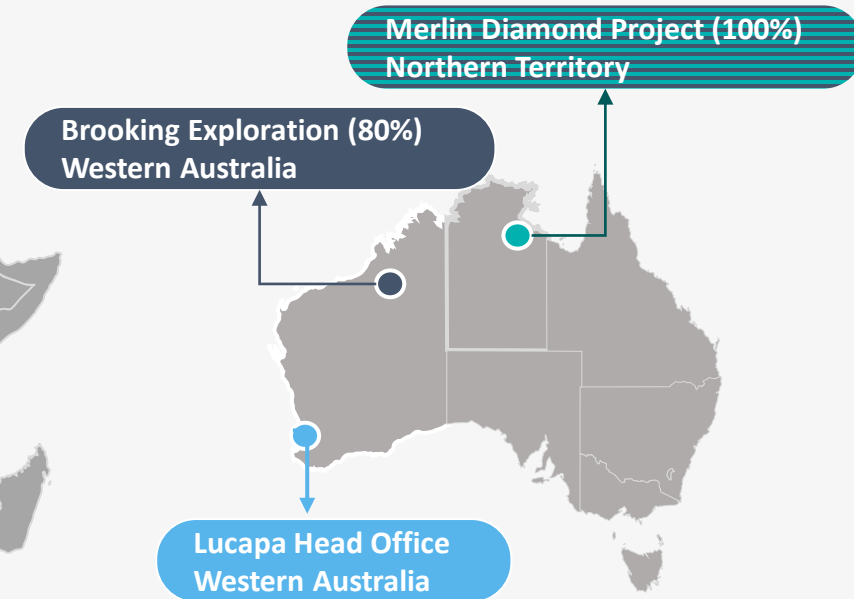 Merlin Diamond Project (100%)
Northern Territory
Brooking Exploration (80%)
Western Australia
Lucapa Head Office
Western Australia